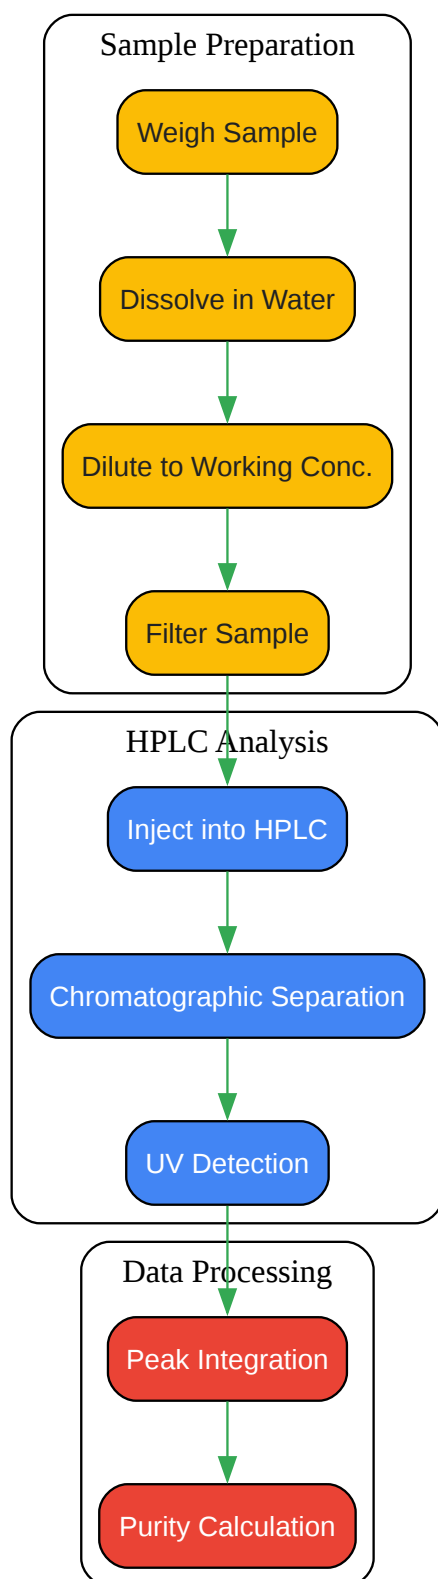 Sample Preparation
Weigh Sample
Dissolve in Water
Dilute to Working Conc.
Filter Sample
HPLC Analysis
Inject into HPLC
Chromatographic Separation
UV Detection
Data Processing
Peak Integration
Purity Calculation